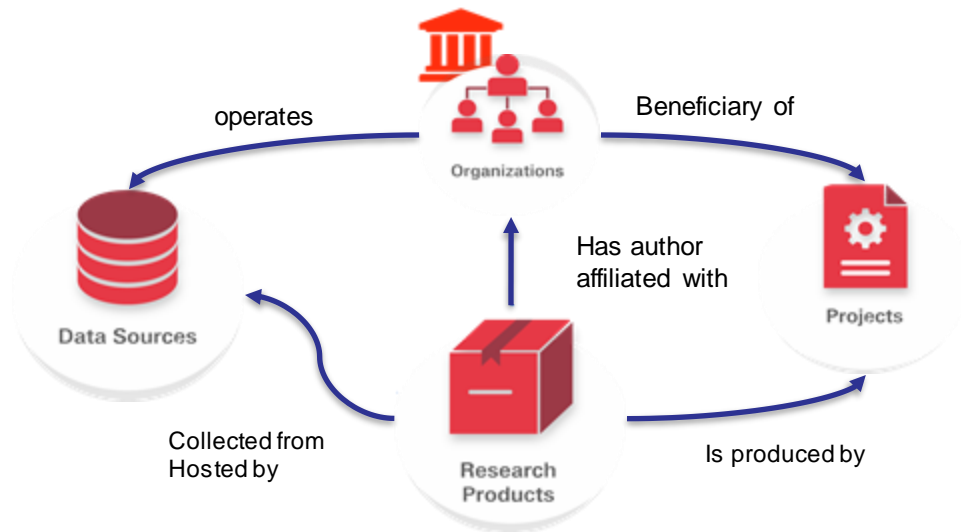 operates
Beneficiary of
Organizations
Has author
affiliated with
Data Sources
Projects
Collected from
Hosted by
Is produced by
Research
Products